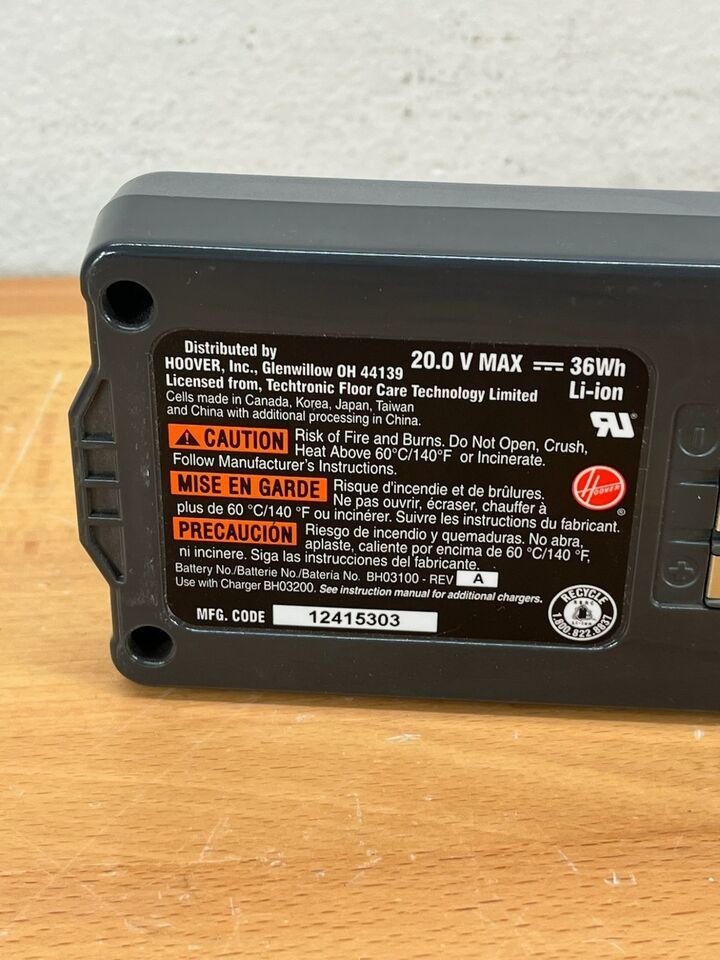 Distributed by
HOOVER, Inc., Glenwillow OH 44139
20.0 V MAX 36Wh
Licensed from, Techtronic Floor Care Technology Limited
Li-ion
Cells made in Canada, Korea, Japan, Taiwan
and China with additional processing in China.
CAUTION Risk of Fire and Burns. Do Not Open, Crush,
Heat Above 60°C/140°F or Incinerate.
Follow Manufacturer's Instructions.
MISE EN GARDE Risque d'incendie et de brûlures.
Ne pas ouvrir, écraser, chauffer à
plus de 60 °C/140 °F ou incinérer. Suivre les instructions du fabricant.
PRECAUCIÓN Riesgo de incendio y quemaduras. No abra,
aplaste, caliente por encima de 60 °C/140 °F,
ni incinere. Siga las instrucciones del fabricante.
HOOVER ®
Battery No./Batterie No./Batería No. BH03100 - REV A
Use with Charger BH03200. See instruction manual for additional chargers.
MFG. CODE 12415303
RECYCLE
RBRC
Li-ion
1.800.822.8837